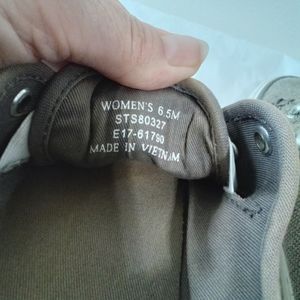 WOMEN'S 6.5M
STS80327
E17-61790
MADE IN VIETNAM